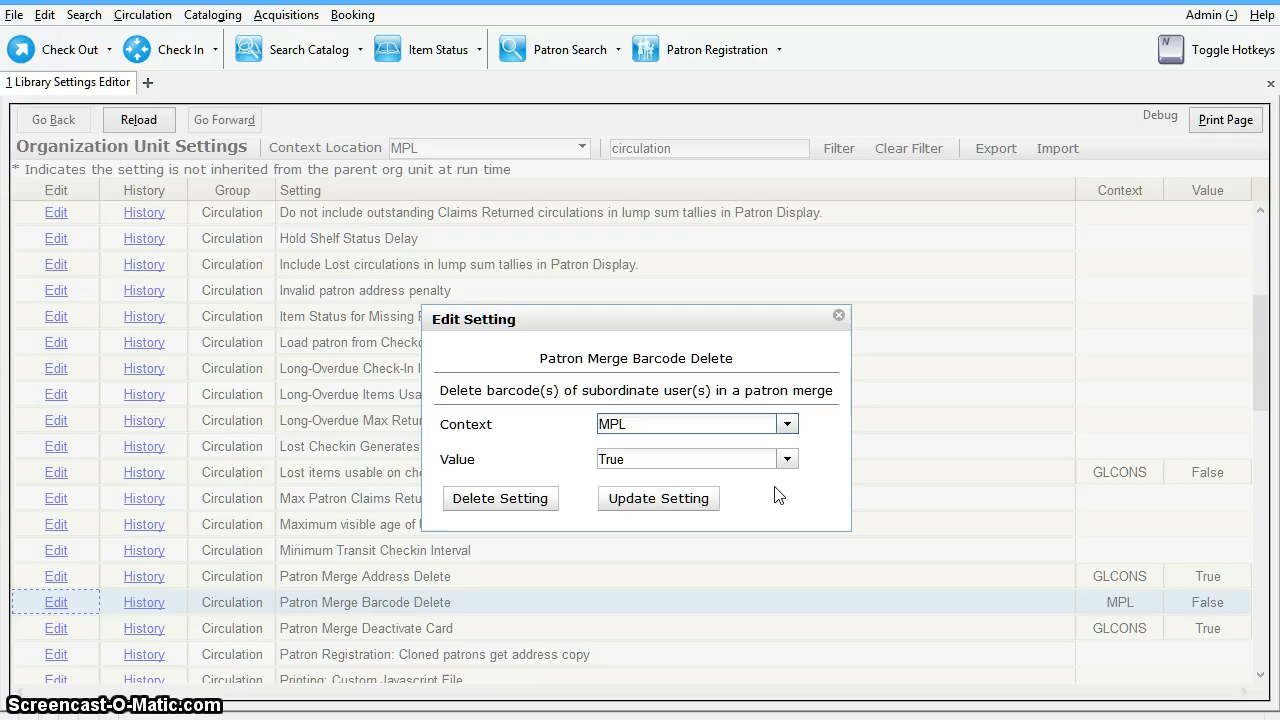 File Edit Search Circulation Cataloging Acquisitions Booking Admin (-) Help
Check Out Check In Search Catalog Item Status Patron Search Patron Registration N Toggle Hotkeys
1 Library Settings Editor
Go Back Reload Go Forward Debug Print Page
Organization Unit Settings Context Location MPL circulation Filter Clear Filter Export Import
* Indicates the setting is not inherited from the parent org unit at run time
Edit History Group Setting Context Value
Edit History Circulation Do not include outstanding Claims Returned circulations in lump sum tallies in Patron Display.
Edit History Circulation Hold Shelf Status Delay
Edit History Circulation Include Lost circulations in lump sum tallies in Patron Display.
Edit History Circulation Invalid patron address penalty
Edit History Circulation Item Status for Missing
Edit History Circulation Load patron from
Edit History Circulation Long-Overdue Check-In
Edit History Circulation Long-Overdue Items
Edit History Circulation Long-Overdue Max
Edit History Circulation Lost Checkin Generates
Edit History Circulation Lost items usable on GLCONS False
Edit History Circulation Max Patron Claims
Edit History Circulation Maximum visible age of
Edit History Circulation Minimum Transit Checkin Interval
Edit History Circulation Patron Merge Address Delete GLCONS True
Edit History Circulation Patron Merge Barcode Delete MPL False
Edit History Circulation Patron Merge Deactivate Card GLCONS True
Edit History Circulation Patron Registration: Cloned patrons get address copy
Edit History Circulation Printing: Custom Javascript File
Edit Setting
Patron Merge Barcode Delete
Delete barcode(s) of subordinate user(s) in a patron merge
Context MPL
Value True
Delete Setting Update Setting
Screencast-O-Matic.com